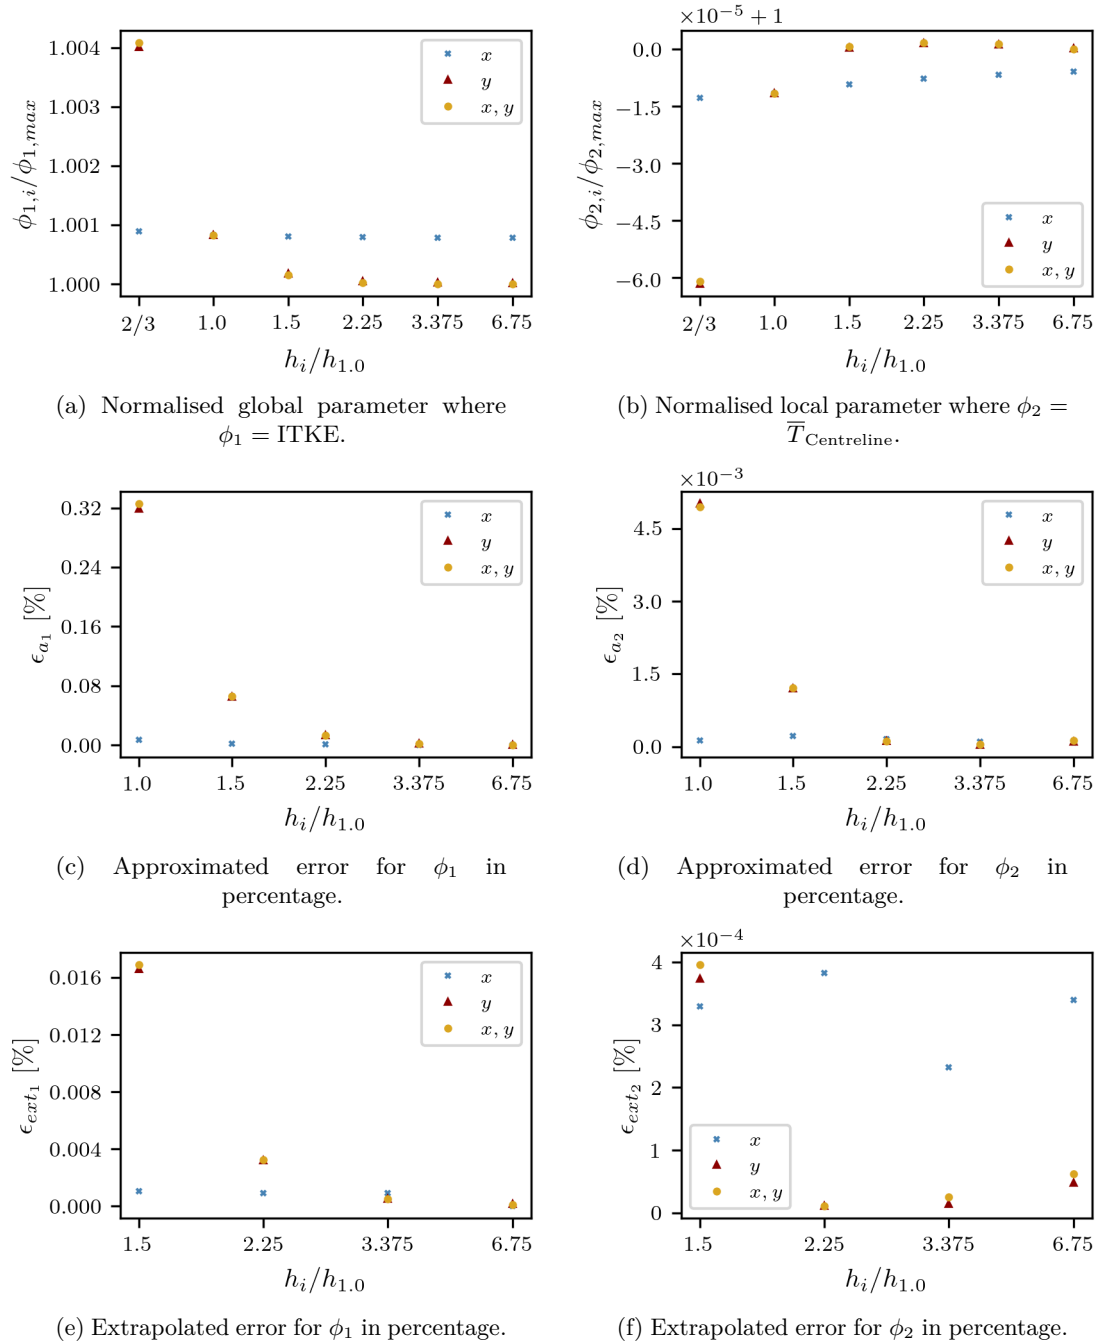 ϕ1,i/ϕ1,max
1.004
1.003
1.002
1.001
1.000
x
y
x, y
2/3 1.0 1.5 2.25 3.375 6.75
hi/h1.0
(a) Normalised global parameter where
ϕ1 = ITKE.
×10−5 + 1
ϕ2,i/ϕ2,max
0.0
−1.5
−3.0
−4.5
−6.0
x
y
x, y
2/3 1.0 1.5 2.25 3.375 6.75
hi/h1.0
(b) Normalised local parameter where ϕ2 =
T̅Centreline.
ϵa1 [%]
0.32
0.24
0.16
0.08
0.00
x
y
x, y
1.0 1.5 2.25 3.375 6.75
hi/h1.0
(c) Approximated error for ϕ1 in
percentage.
×10−3
ϵa2 [%]
4.5
3.0
1.5
0.0
x
y
x, y
1.0 1.5 2.25 3.375 6.75
hi/h1.0
(d) Approximated error for ϕ2 in
percentage.
ϵext1 [%]
0.016
0.012
0.008
0.004
0.000
x
y
x, y
1.5 2.25 3.375 6.75
hi/h1.0
(e) Extrapolated error for ϕ1 in percentage.
×10−4
ϵext2 [%]
4
3
2
1
0
x
y
x, y
1.5 2.25 3.375 6.75
hi/h1.0
(f) Extrapolated error for ϕ2 in percentage.